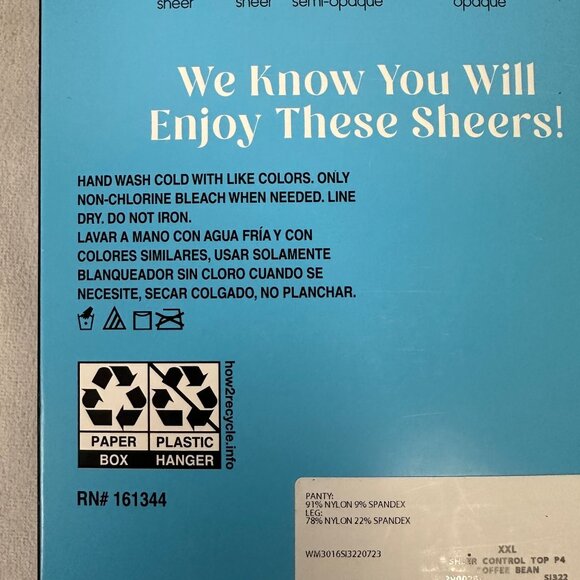 sheer sheer semi-opaque opaque
We Know You Will
Enjoy These Sheers!
HAND WASH COLD WITH LIKE COLORS. ONLY
NON-CHLORINE BLEACH WHEN NEEDED. LINE
DRY. DO NOT IRON.
LAVAR A MANO CON AGUA FRÍA Y CON
COLORES SIMILARES, USAR SOLAMENTE
BLANQUEADOR SIN CLORO CUANDO SE
NECESITE, SECAR COLGADO, NO PLANCHAR.
PAPER
BOX
PLASTIC
HANGER
how2recycle.info
RN# 161344
PANTY:
91% NYLON 9% SPANDEX
LEG:
78% NYLON 22% SPANDEX
WM3016SI3220723
XXL
CONTROL TOP P4
BEAN
SI322